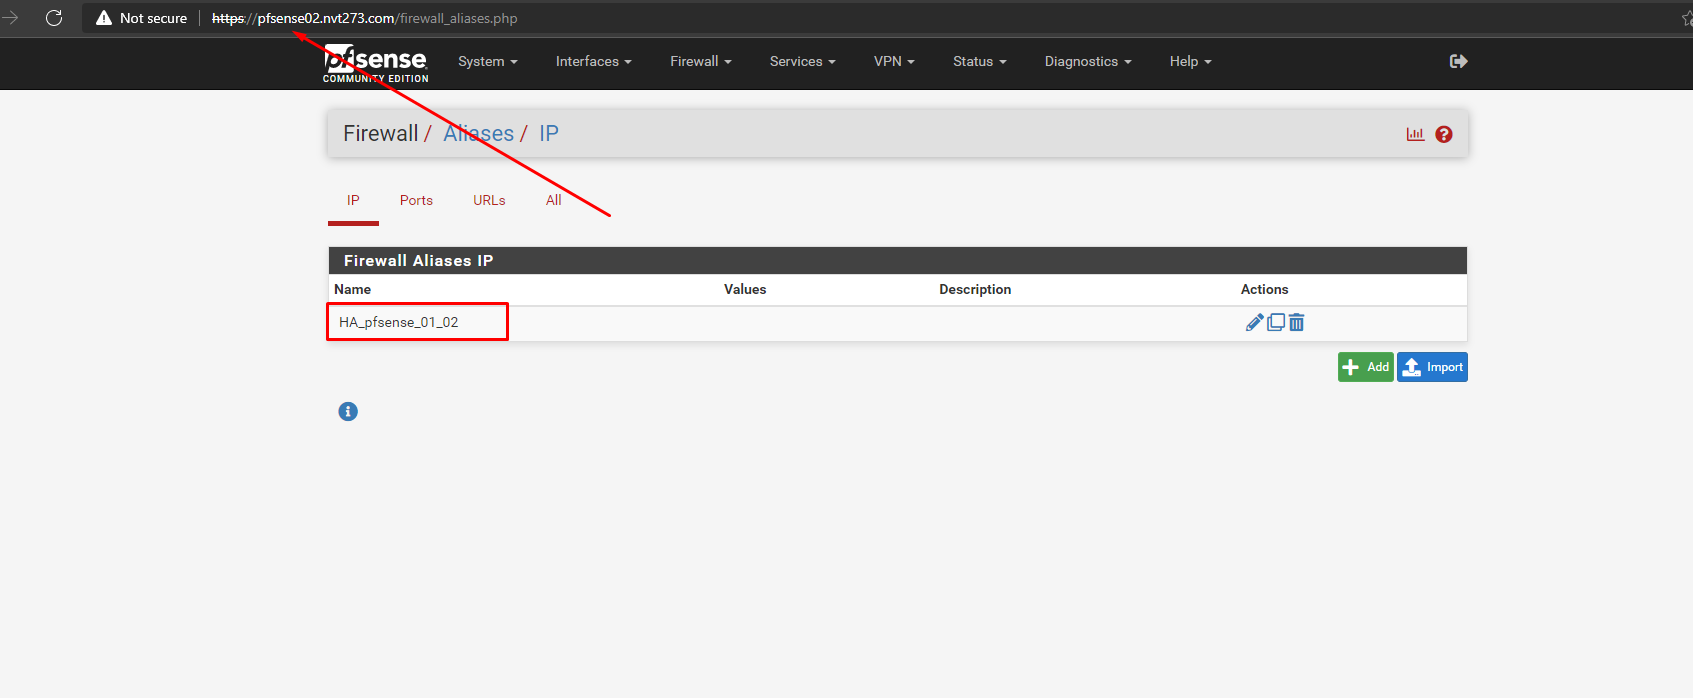 Not secure https://pfsense02.nvt273.com/firewall_aliases.php
pfsense COMMUNITY EDITION System Interfaces Firewall Services VPN Status Diagnostics Help
Firewall / Aliases / IP
IP Ports URLs All
Firewall Aliases IP
Name Values Description Actions
HA_pfsense_01_02
Add Import